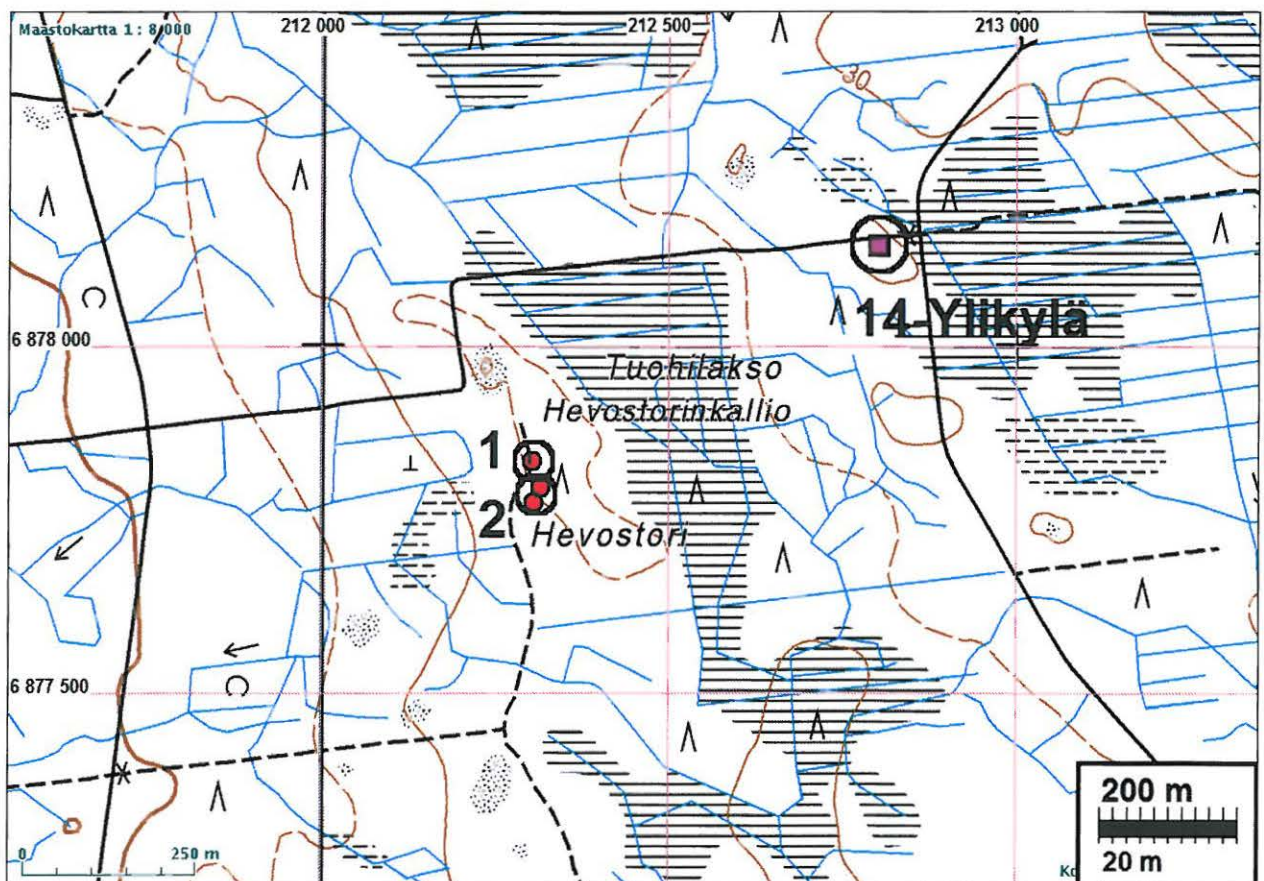 Maastokartta 1 : 8 000
212 000
212 500
213 000
30
14-Ylikylä
6 878 000
Tuohilakso
Hevostorinkallio
1
2
Hevostori
6 877 500
200 m
20 m
0
250 m